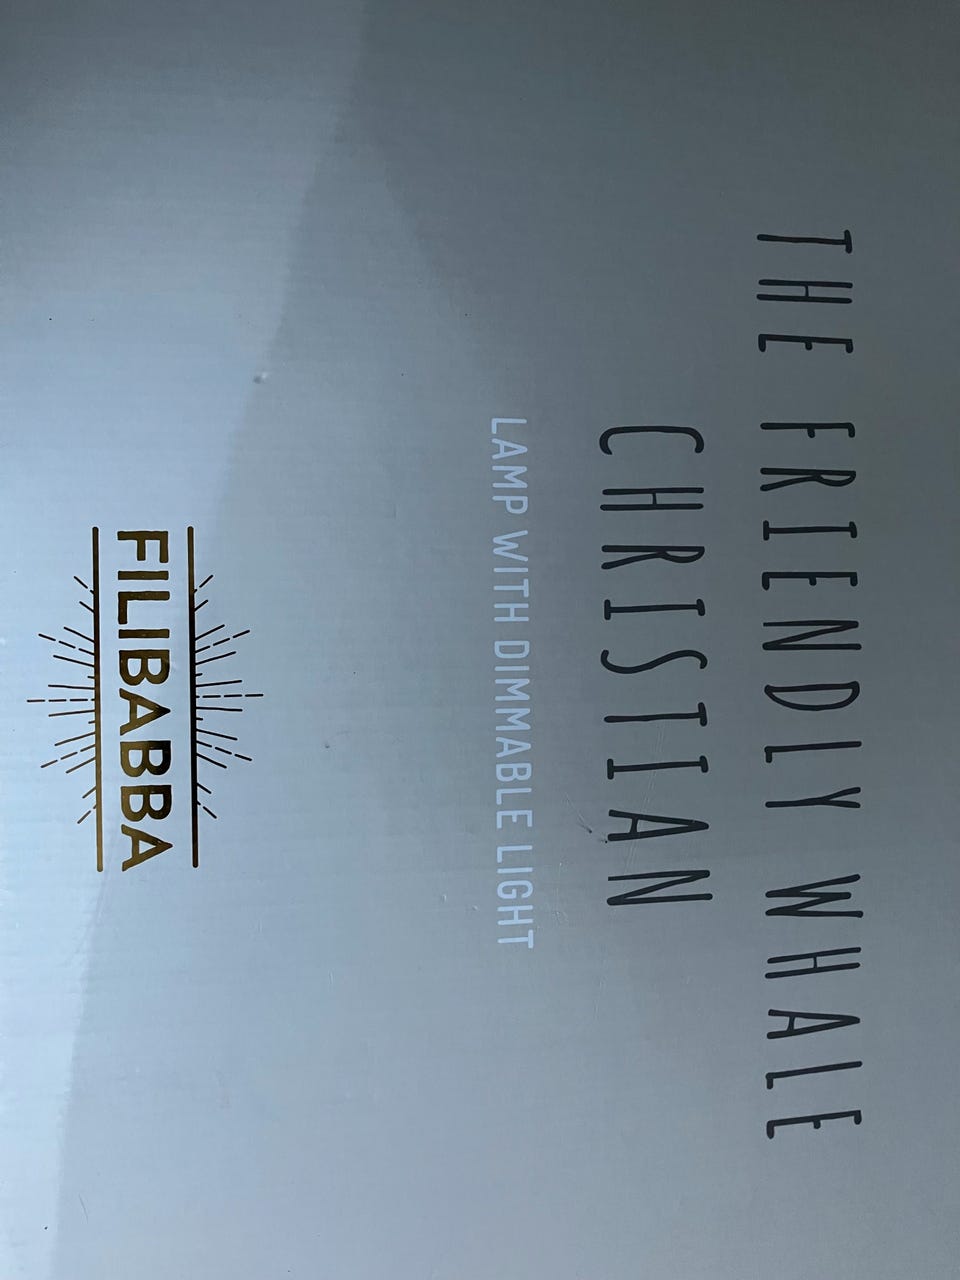 THE FRIENDLY WHALE
CHRISTIAN
LAMP WITH DIMMABLE LIGHT
FILIBABBA